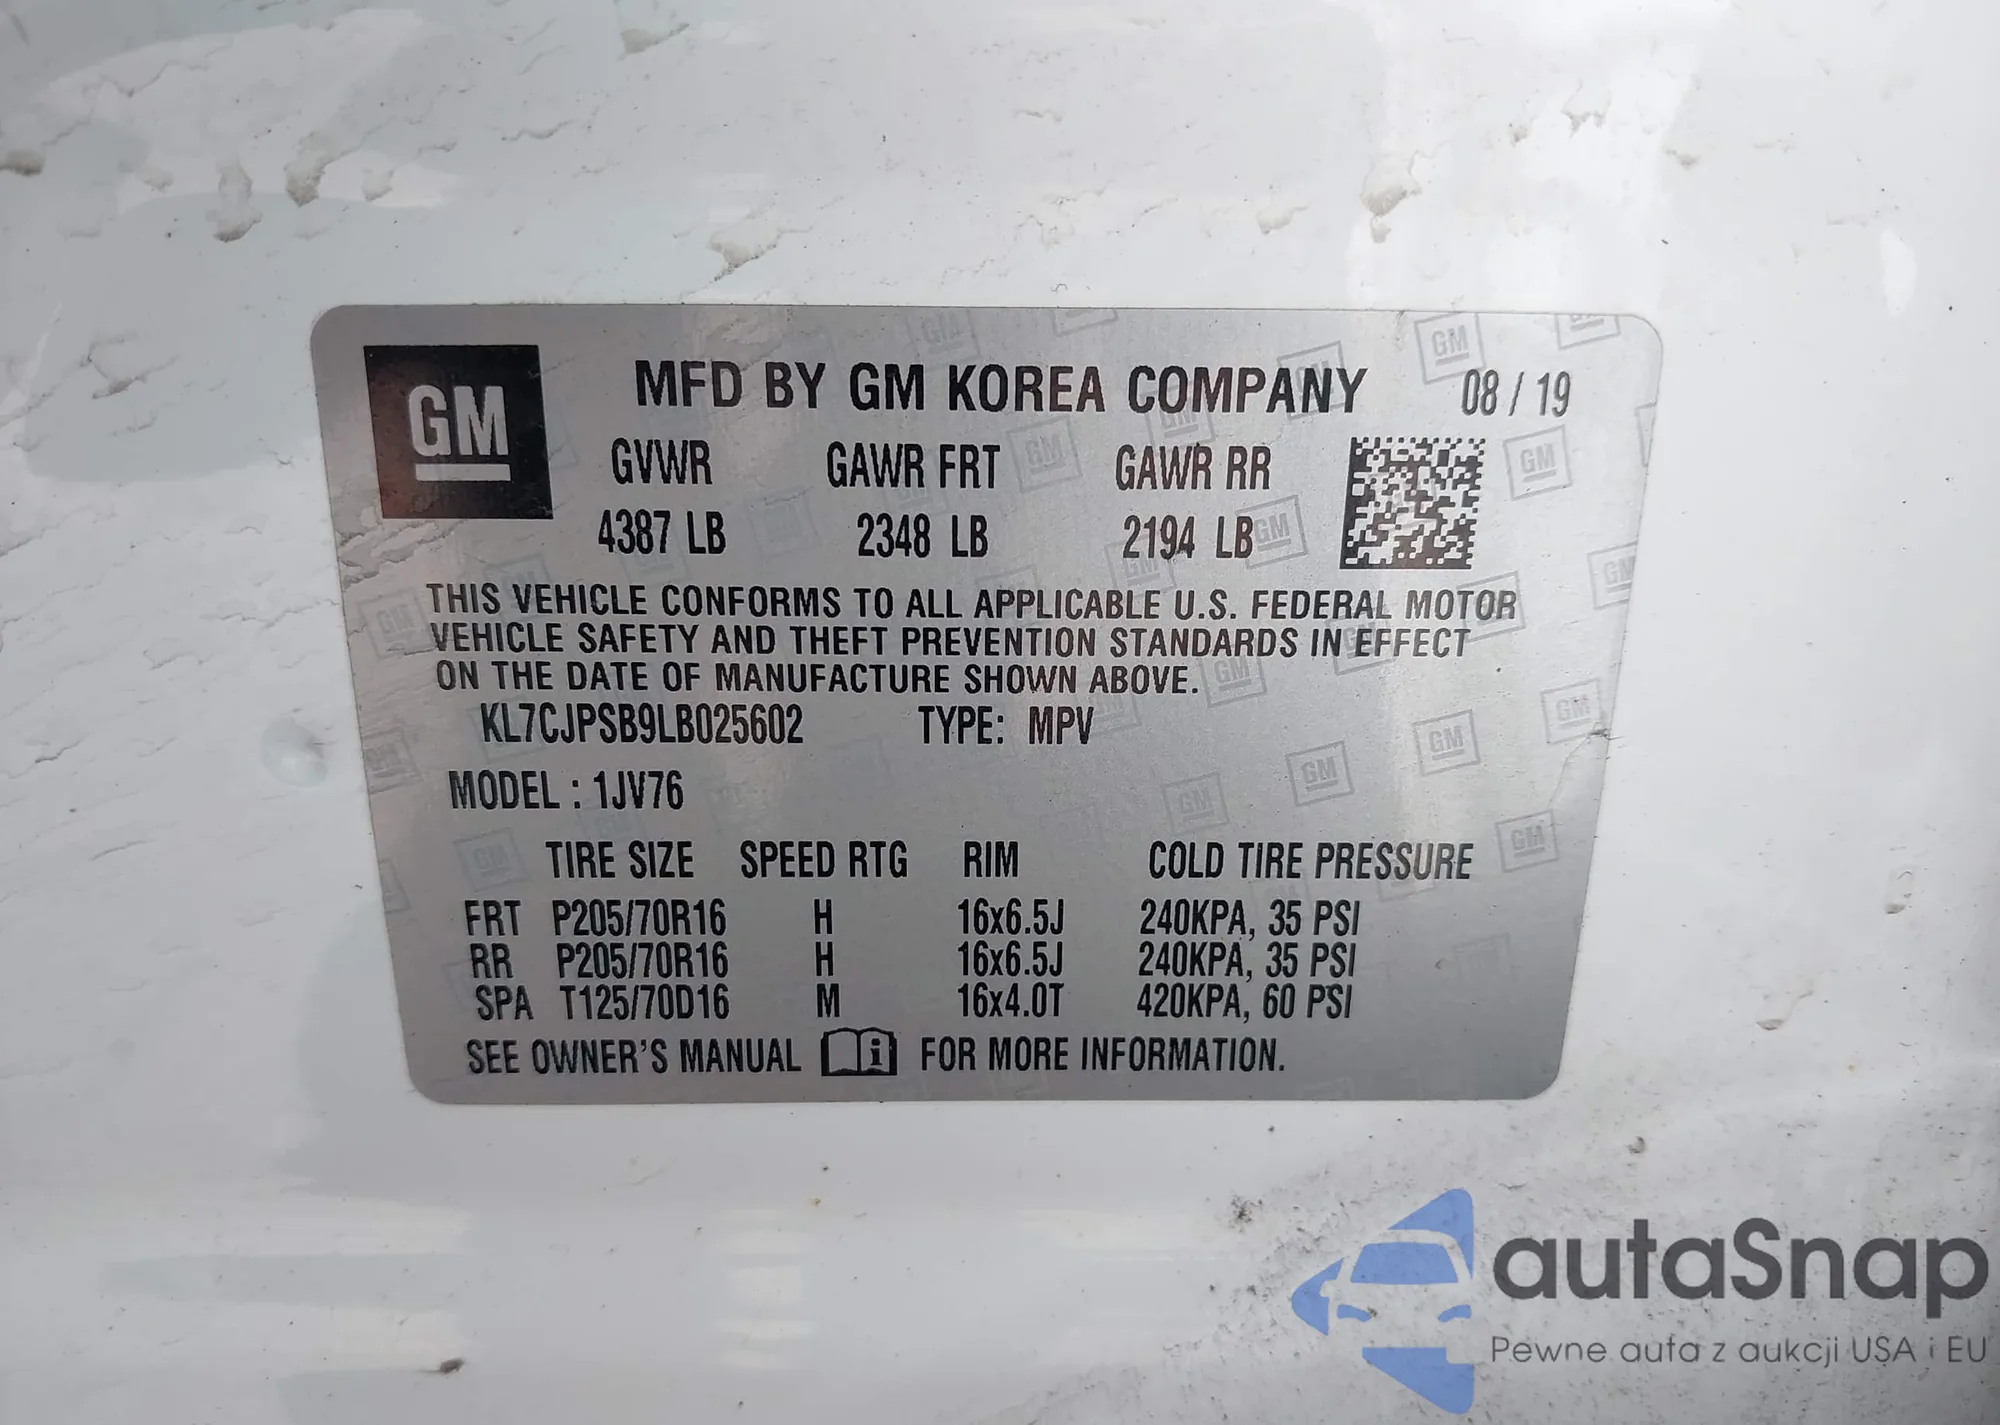 GM
MFD BY GM KOREA COMPANY 08 / 19
GVWR GAWR FRT GAWR RR
4387 LB 2348 LB 2194 LB
THIS VEHICLE CONFORMS TO ALL APPLICABLE U.S. FEDERAL MOTOR
VEHICLE SAFETY AND THEFT PREVENTION STANDARDS IN EFFECT
ON THE DATE OF MANUFACTURE SHOWN ABOVE.
KL7CJPSB9LB025602 TYPE: MPV
MODEL : 1JV76
TIRE SIZE SPEED RTG RIM COLD TIRE PRESSURE
FRT P205/70R16 H 16x6.5J 240KPA, 35 PSI
RR P205/70R16 H 16x6.5J 240KPA, 35 PSI
SPA T125/70D16 M 16x4.0T 420KPA, 60 PSI
SEE OWNER'S MANUAL i FOR MORE INFORMATION.
autaSnap
Pewne auta z aukcji USA i EU